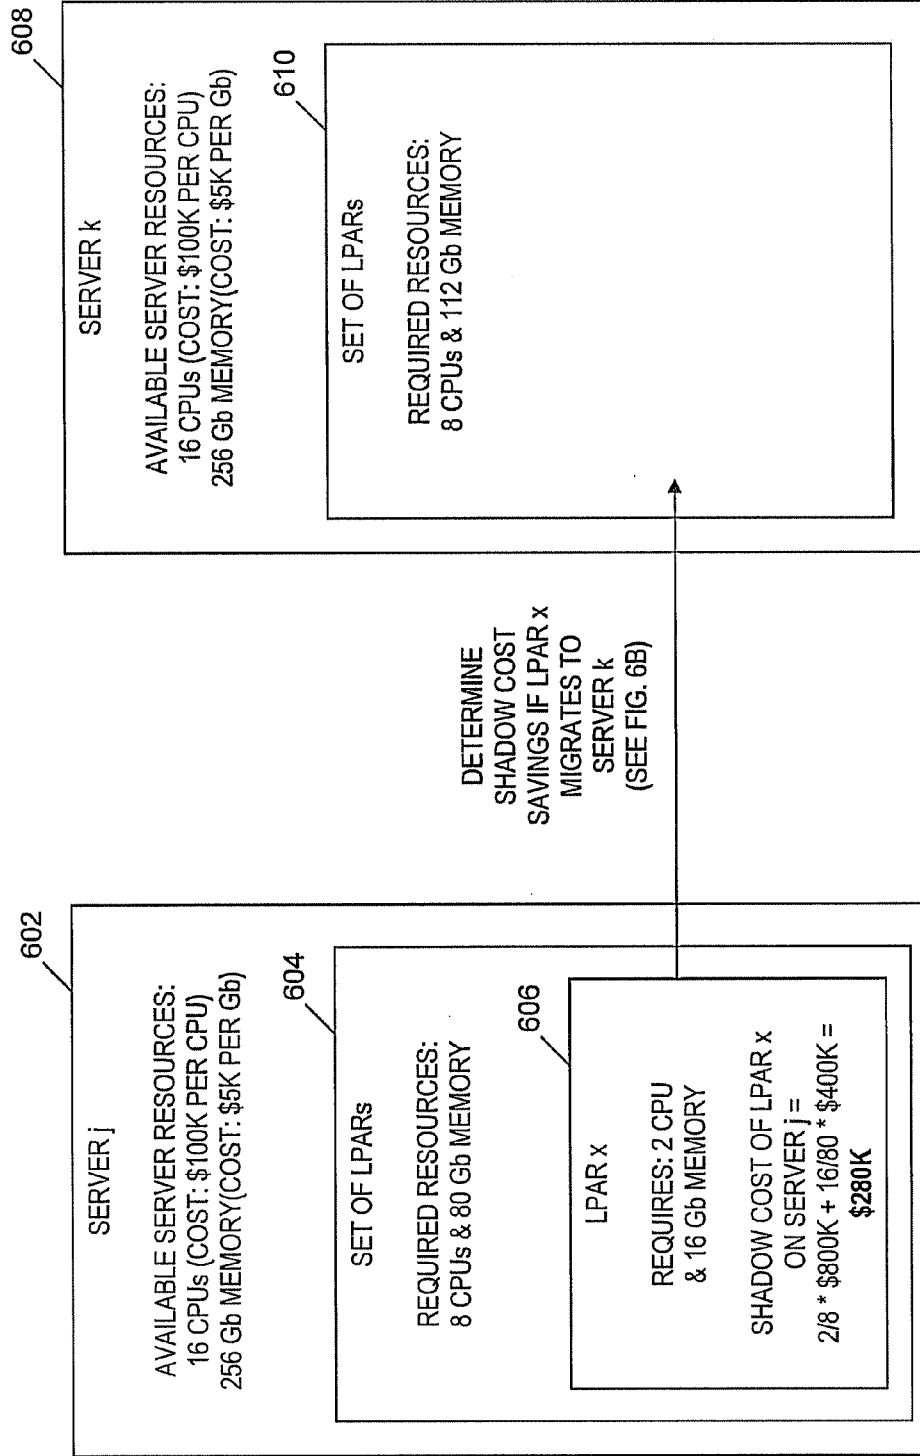 602
SERVER j
AVAILABLE SERVER RESOURCES:
16 CPUs (COST: $100K PER CPU)
256 Gb MEMORY(COST: $5K PER Gb)
604
SET OF LPARs
REQUIRED RESOURCES:
8 CPUs & 80 Gb MEMORY
606
LPAR x
REQUIRES: 2 CPU
& 16 Gb MEMORY
SHADOW COST OF LPAR x
ON SERVER j =
2/8 * $800K + 16/80 * $400K =
$280K
DETERMINE
SHADOW COST
SAVINGS IF LPAR x
MIGRATES TO
SERVER k
(SEE FIG. 6B)
608
SERVER k
AVAILABLE SERVER RESOURCES:
16 CPUs (COST: $100K PER CPU)
256 Gb MEMORY(COST: $5K PER Gb)
610
SET OF LPARs
REQUIRED RESOURCES:
8 CPUs & 112 Gb MEMORY